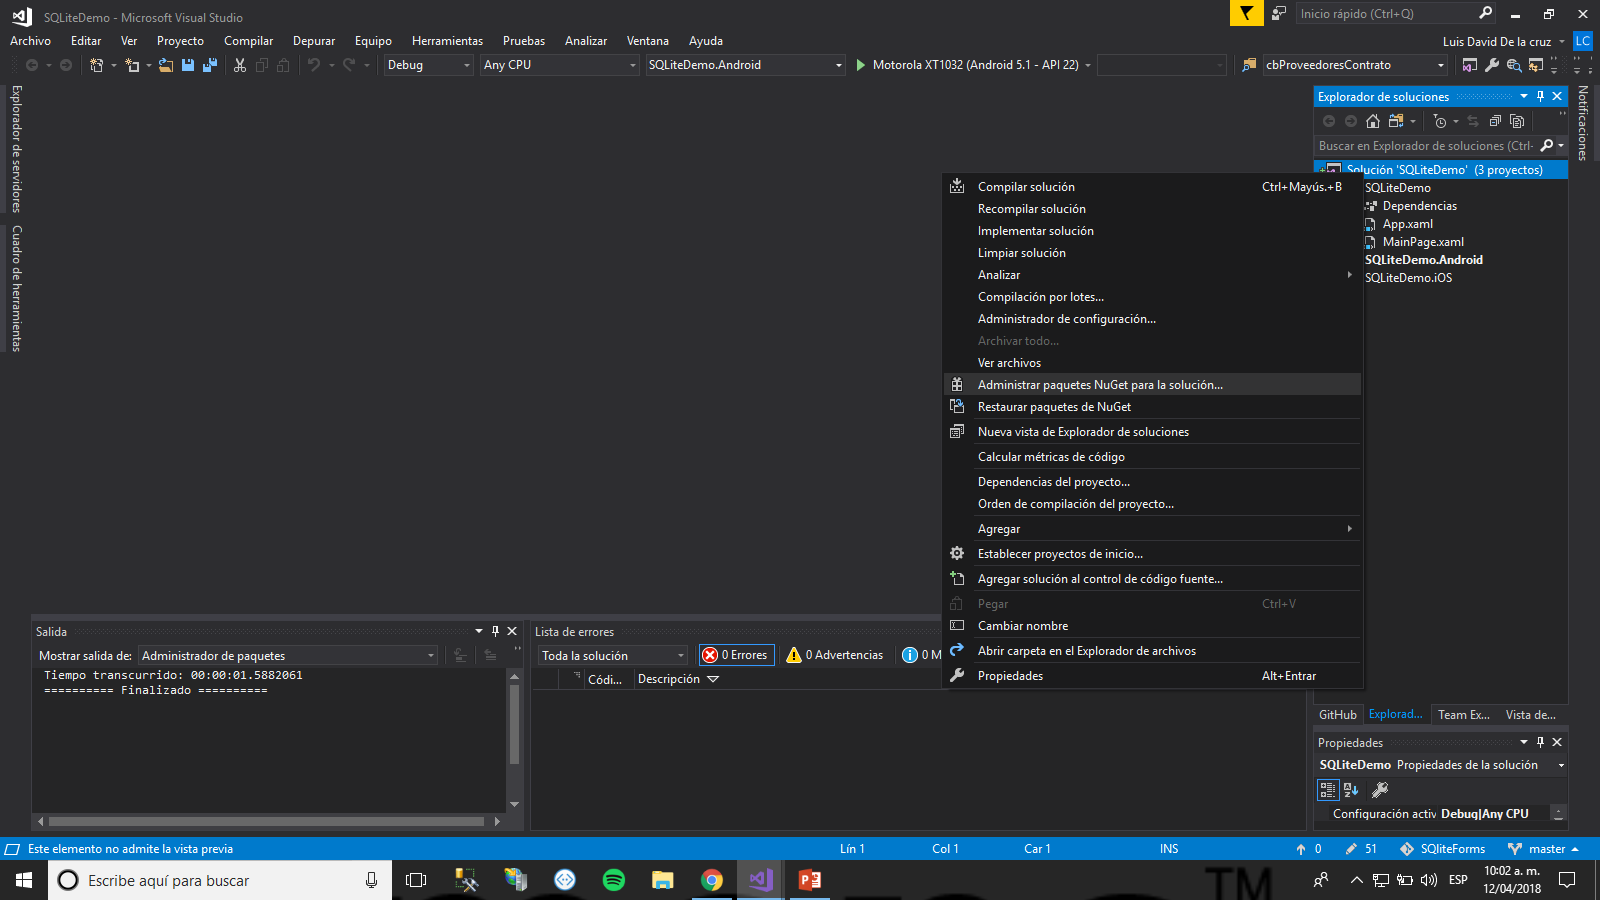 SQLiteDemo - Microsoft Visual Studio
Inicio rápido (Ctrl+Q)
Archivo Editar Ver Proyecto Compilar Depurar Equipo Herramientas Pruebas Analizar Ventana Ayuda
Luis David De la cruz LC
Debug Any CPU SQLiteDemo.Android Motorola XT1032 (Android 5.1 - API 22) cbProveedoresContrato
Explorador de servidores
Cuadro de herramientas
Explorador de soluciones
Notificaciones
Buscar en Explorador de soluciones (Ctrl-
Solución 'SQLiteDemo' (3 proyectos)
SQLiteDemo
Dependencias
App.xaml
MainPage.xaml
SQLiteDemo.Android
SQLiteDemo.iOS
Compilar solución Ctrl+Mayús.+B
Recompilar solución
Implementar solución
Limpiar solución
Analizar
Compilación por lotes...
Administrador de configuración...
Archivar todo...
Ver archivos
Administrar paquetes NuGet para la solución...
Restaurar paquetes de NuGet
Nueva vista de Explorador de soluciones
Calcular métricas de código
Dependencias del proyecto...
Orden de compilación del proyecto...
Agregar
Establecer proyectos de inicio...
Agregar solución al control de código fuente...
Pegar Ctrl+V
Cambiar nombre
Abrir carpeta en el Explorador de archivos
Propiedades Alt+Entrar
Salida
Mostrar salida de: Administrador de paquetes
Tiempo transcurrido: 00:00:01.5882061
========== Finalizado ==========
Lista de errores
Toda la solución 0 Errores 0 Advertencias 0 M
Códi... Descripción
GitHub Explorad... Team Ex... Vista de...
Propiedades
SQLiteDemo Propiedades de la solución
Configuración activ Debug|Any CPU
Este elemento no admite la vista previa Lín 1 Col 1 Car 1 INS 0 51 SQliteForms master
Escribe aquí para buscar
TM
ESP
10:02 a. m.
12/04/2018